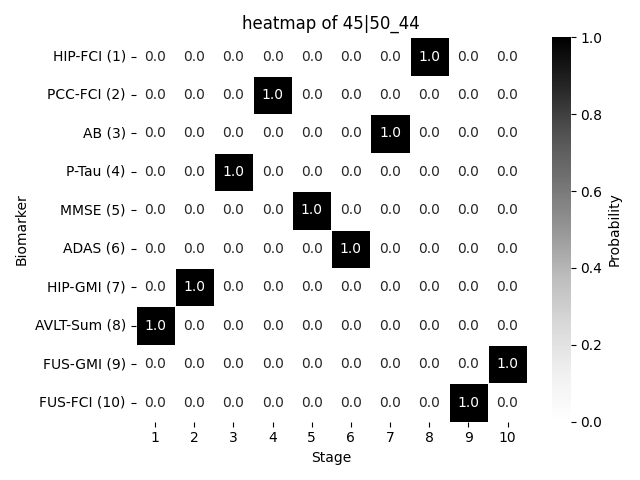 heatmap of 45|50_44
HIP-FCI (1) 0.0 0.0 0.0 0.0 0.0 0.0 0.0 1.0 0.0 0.0
PCC-FCI (2) 0.0 0.0 0.0 1.0 0.0 0.0 0.0 0.0 0.0 0.0
AB (3) 0.0 0.0 0.0 0.0 0.0 0.0 1.0 0.0 0.0 0.0
P-Tau (4) 0.0 0.0 1.0 0.0 0.0 0.0 0.0 0.0 0.0 0.0
MMSE (5) 0.0 0.0 0.0 0.0 1.0 0.0 0.0 0.0 0.0 0.0
ADAS (6) 0.0 0.0 0.0 0.0 0.0 1.0 0.0 0.0 0.0 0.0
HIP-GMI (7) 0.0 1.0 0.0 0.0 0.0 0.0 0.0 0.0 0.0 0.0
AVLT-Sum (8) 1.0 0.0 0.0 0.0 0.0 0.0 0.0 0.0 0.0 0.0
FUS-GMI (9) 0.0 0.0 0.0 0.0 0.0 0.0 0.0 0.0 0.0 1.0
FUS-FCI (10) 0.0 0.0 0.0 0.0 0.0 0.0 0.0 0.0 1.0 0.0
1 2 3 4 5 6 7 8 9 10
Stage
Biomarker
1.0
0.8
0.6
0.4
0.2
0.0
Probability